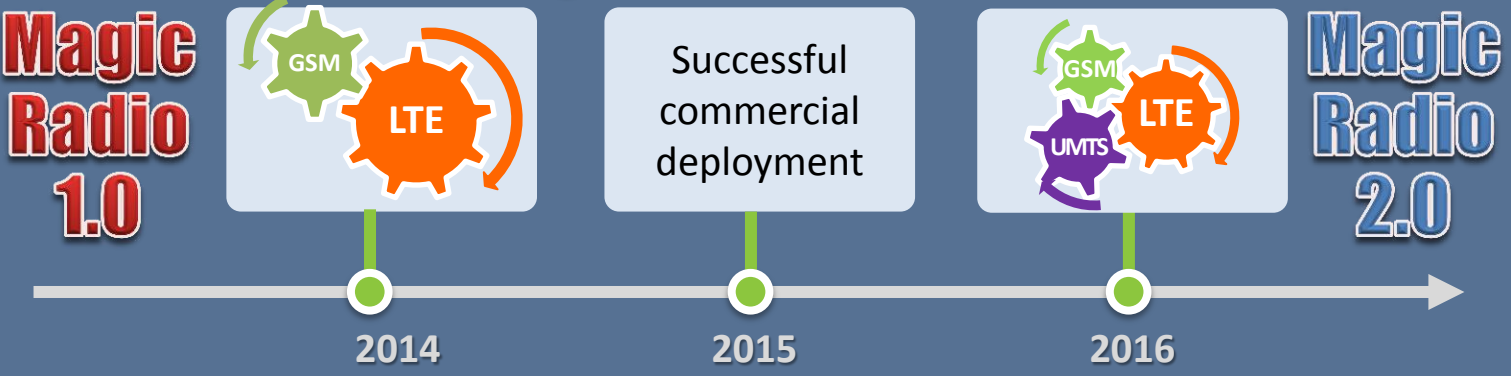 Magic
Radio
1.0
GSM
LTE
Successful
commercial
deployment
GSM
LTE
UMTS
Magic
Radio
2.0
2014
2015
2016